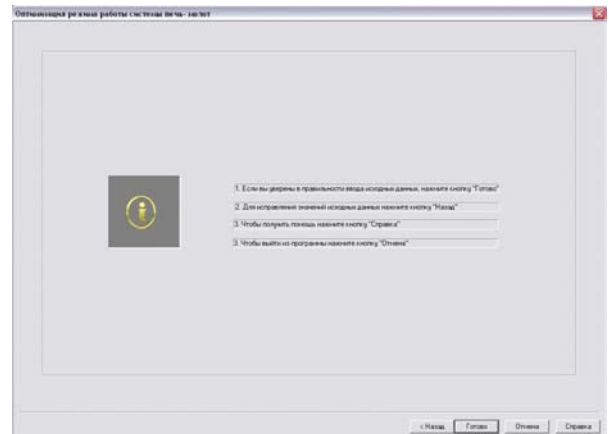 Оптимизация режима работы системы печь- молот
1. Если вы уверены в правильности ввода исходных данных, нажмите кнопку "Готово"
2. Для исправления значений исходных данных нажмите кнопку "Назад"
3. Чтобы получить помощь нажмите кнопку "Справка"
3. Чтобы выйти из программы нажмите кнопку "Отмена"
< Назад Готово Отмена Справка